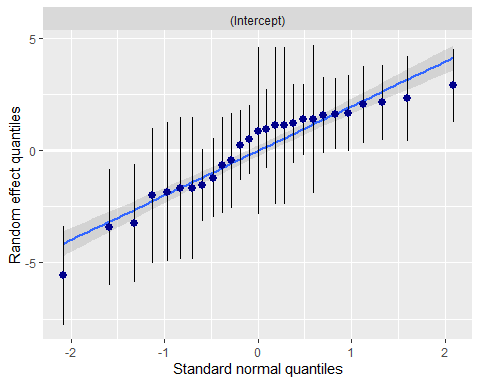 (Intercept)
5
0
-5
Random effect quantiles
-2
-1
0
1
2
Standard normal quantiles